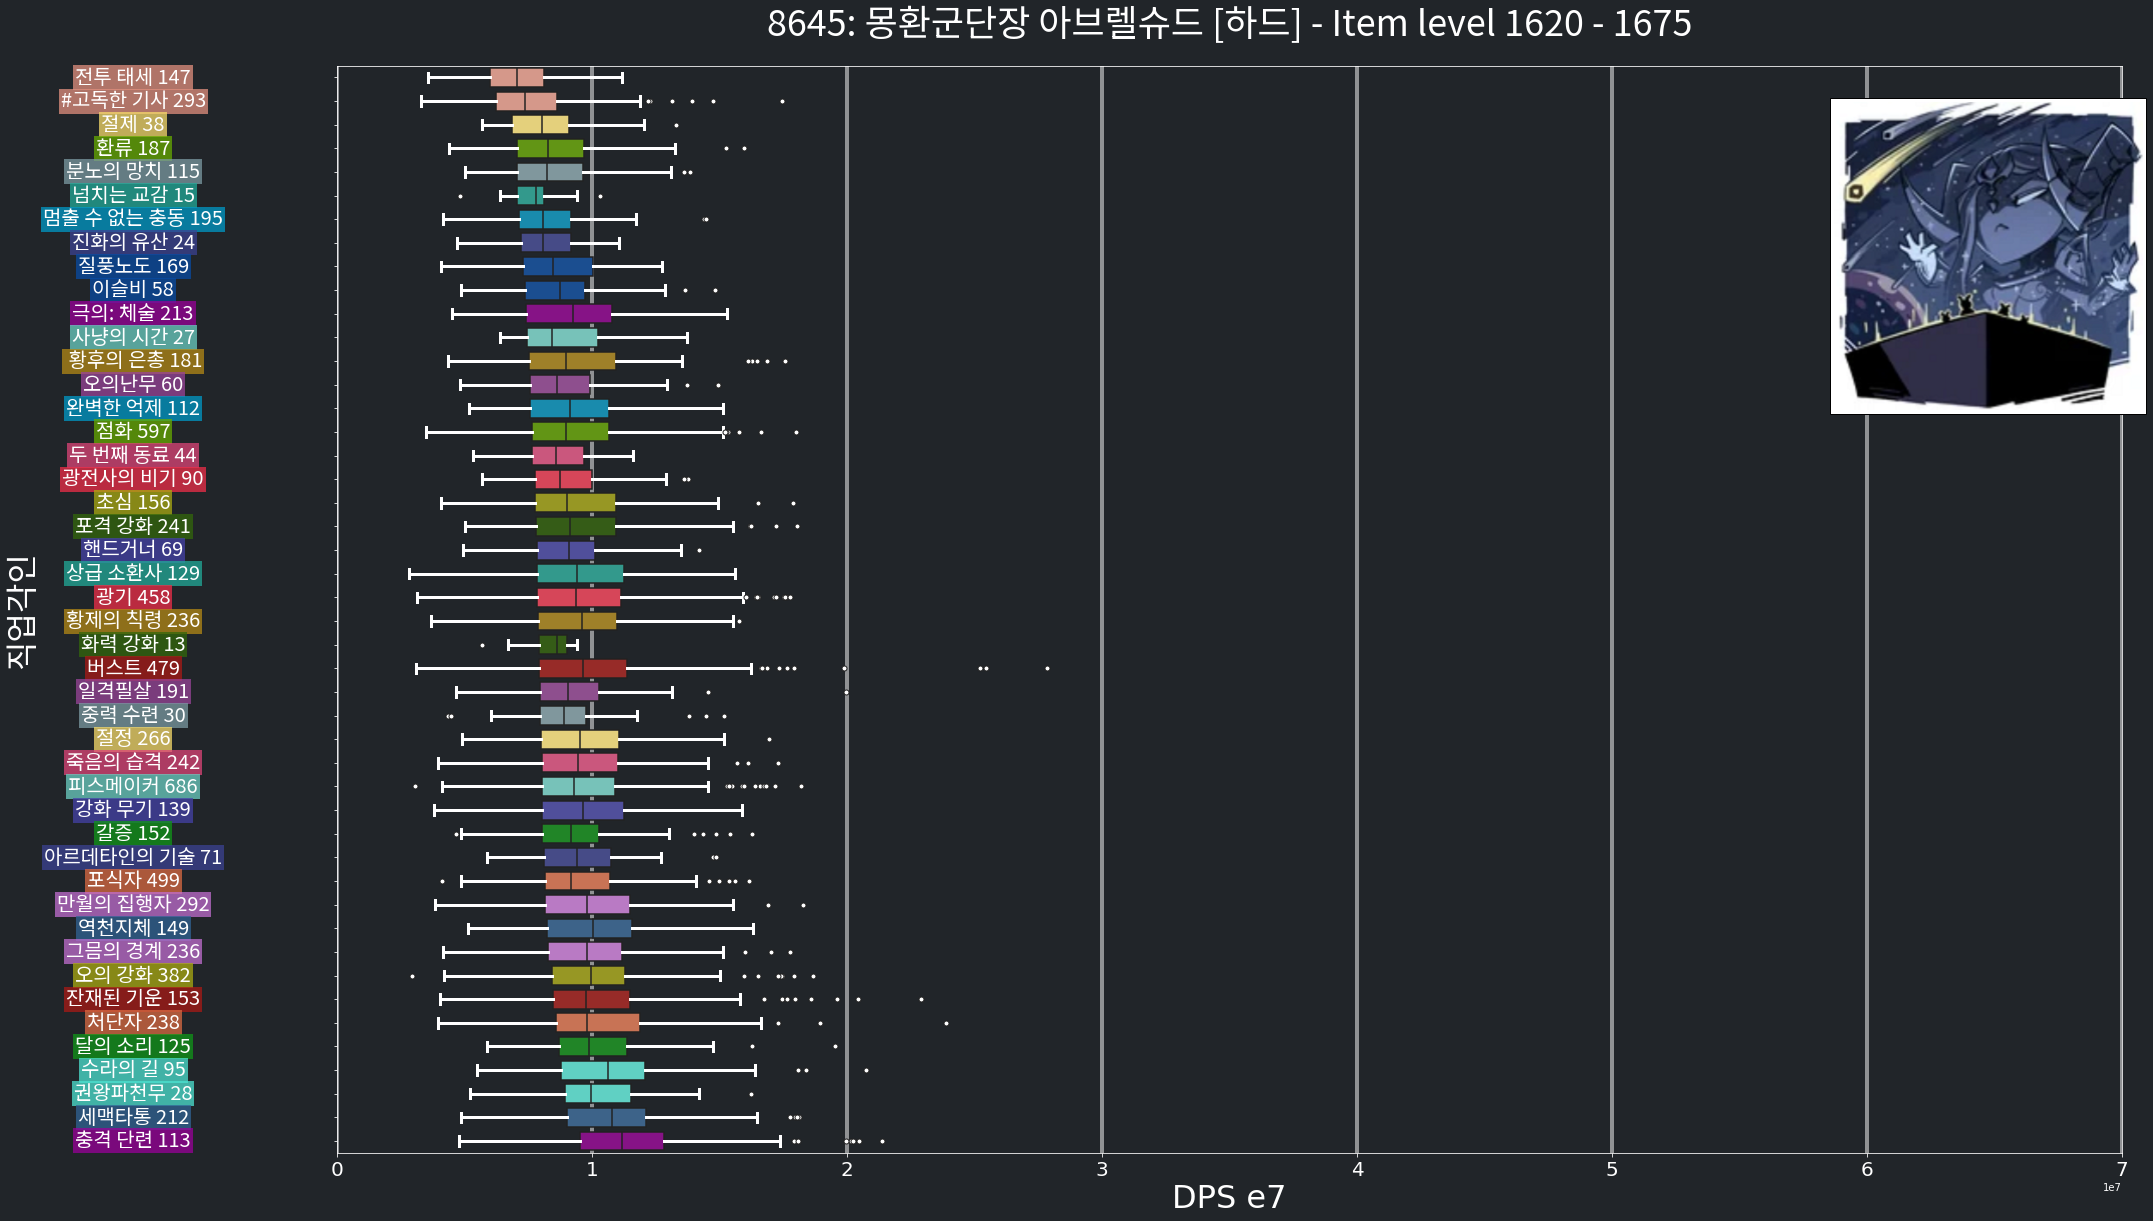 8645: 몽환군단장 아브렐슈드 [하드] - Item level 1620 - 1675
전투 태세 147
#고독한 기사 293
절제 38
환류 187
분노의 망치 115
넘치는 교감 15
멈출 수 없는 충동 195
진화의 유산 24
질풍노도 169
이슬비 58
극의: 체술 213
사냥의 시간 27
황후의 은총 181
오의난무 60
완벽한 억제 112
점화 597
두 번째 동료 44
광전사의 비기 90
초심 156
포격 강화 241
핸드거너 69
상급 소환사 129
광기 458
황제의 칙령 236
화력 강화 13
버스트 479
일격필살 191
중력 수련 30
절정 266
죽음의 습격 242
피스메이커 686
강화 무기 139
갈증 152
아르데타인의 기술 71
포식자 499
만월의 집행자 292
역천지체 149
그믐의 경계 236
오의 강화 382
잔재된 기운 153
처단자 238
달의 소리 125
수라의 길 95
권왕파천무 28
세맥타통 212
충격 단련 113
직업각인
0 1 2 3 4 5 6 7
1e7
DPS e7